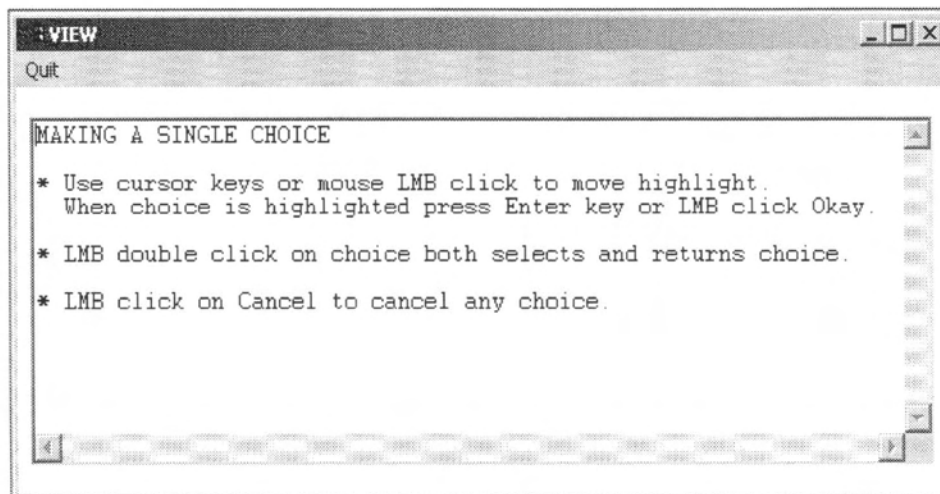 VIEW
Quit
MAKING A SINGLE CHOICE
* Use cursor keys or mouse LMB click to move highlight.
When choice is highlighted press Enter key or LMB click Okay.
* LMB double click on choice both selects and returns choice.
* LMB click on Cancel to cancel any choice.